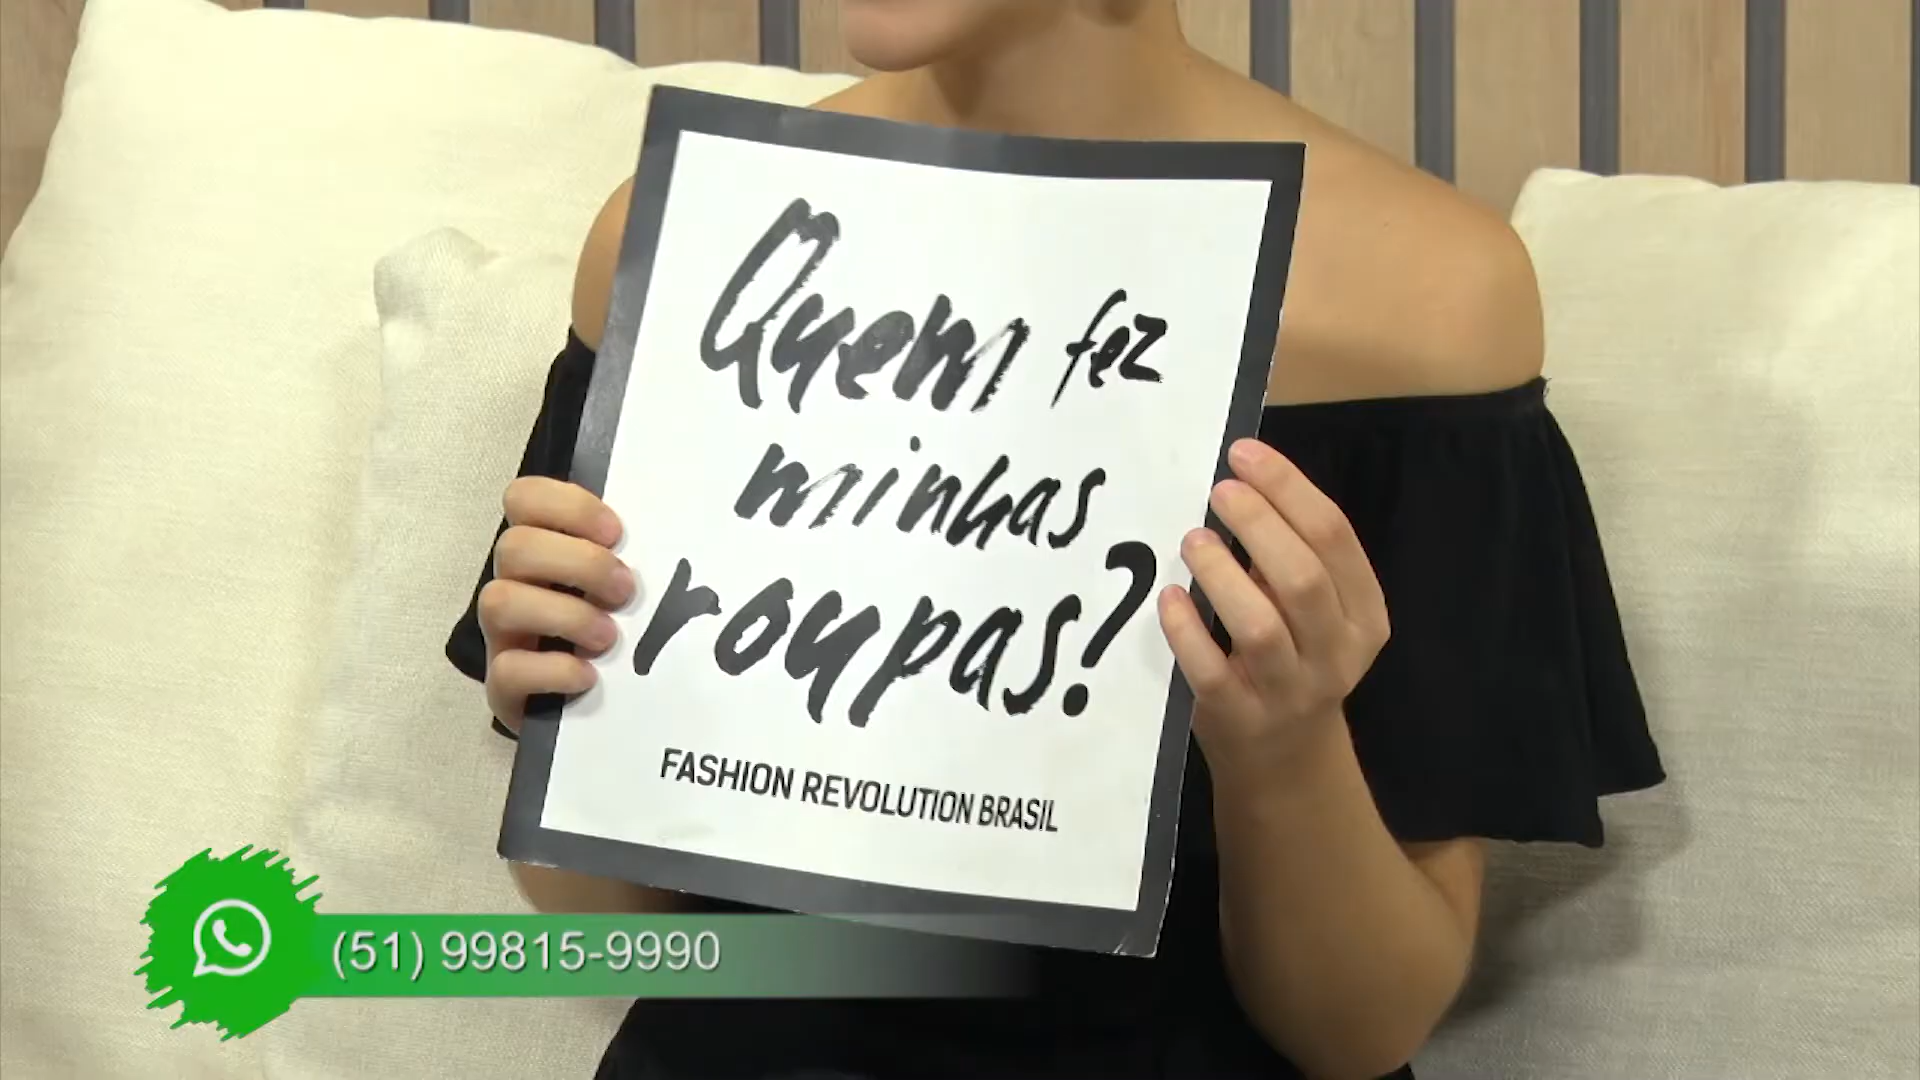 Quem fez
minhas
roupas?
FASHION REVOLUTION BRASIL
(51) 99815-9990